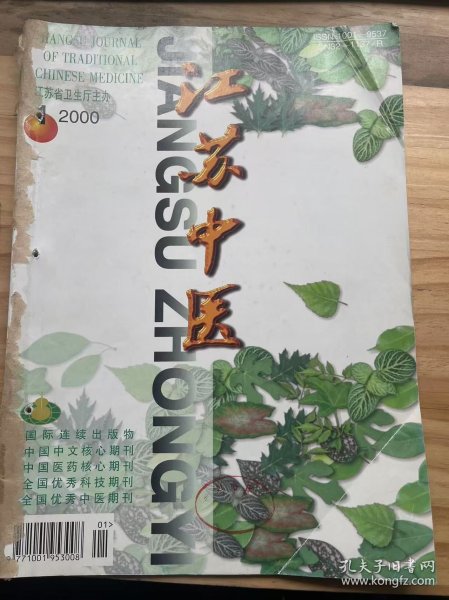 JIANGSU JOURNAL
OF TRADITIONAL
CHINESE MEDICINE
江苏省卫生厅主办
1 2000
江苏中医
JIANGSU ZHONGYI
国际连续出版物
中国中文核心期刊
中国医药核心期刊
全国优秀科技期刊
全国优秀中医期刊
01>
9771001953008
孔夫子旧书网
www.kongfz.com